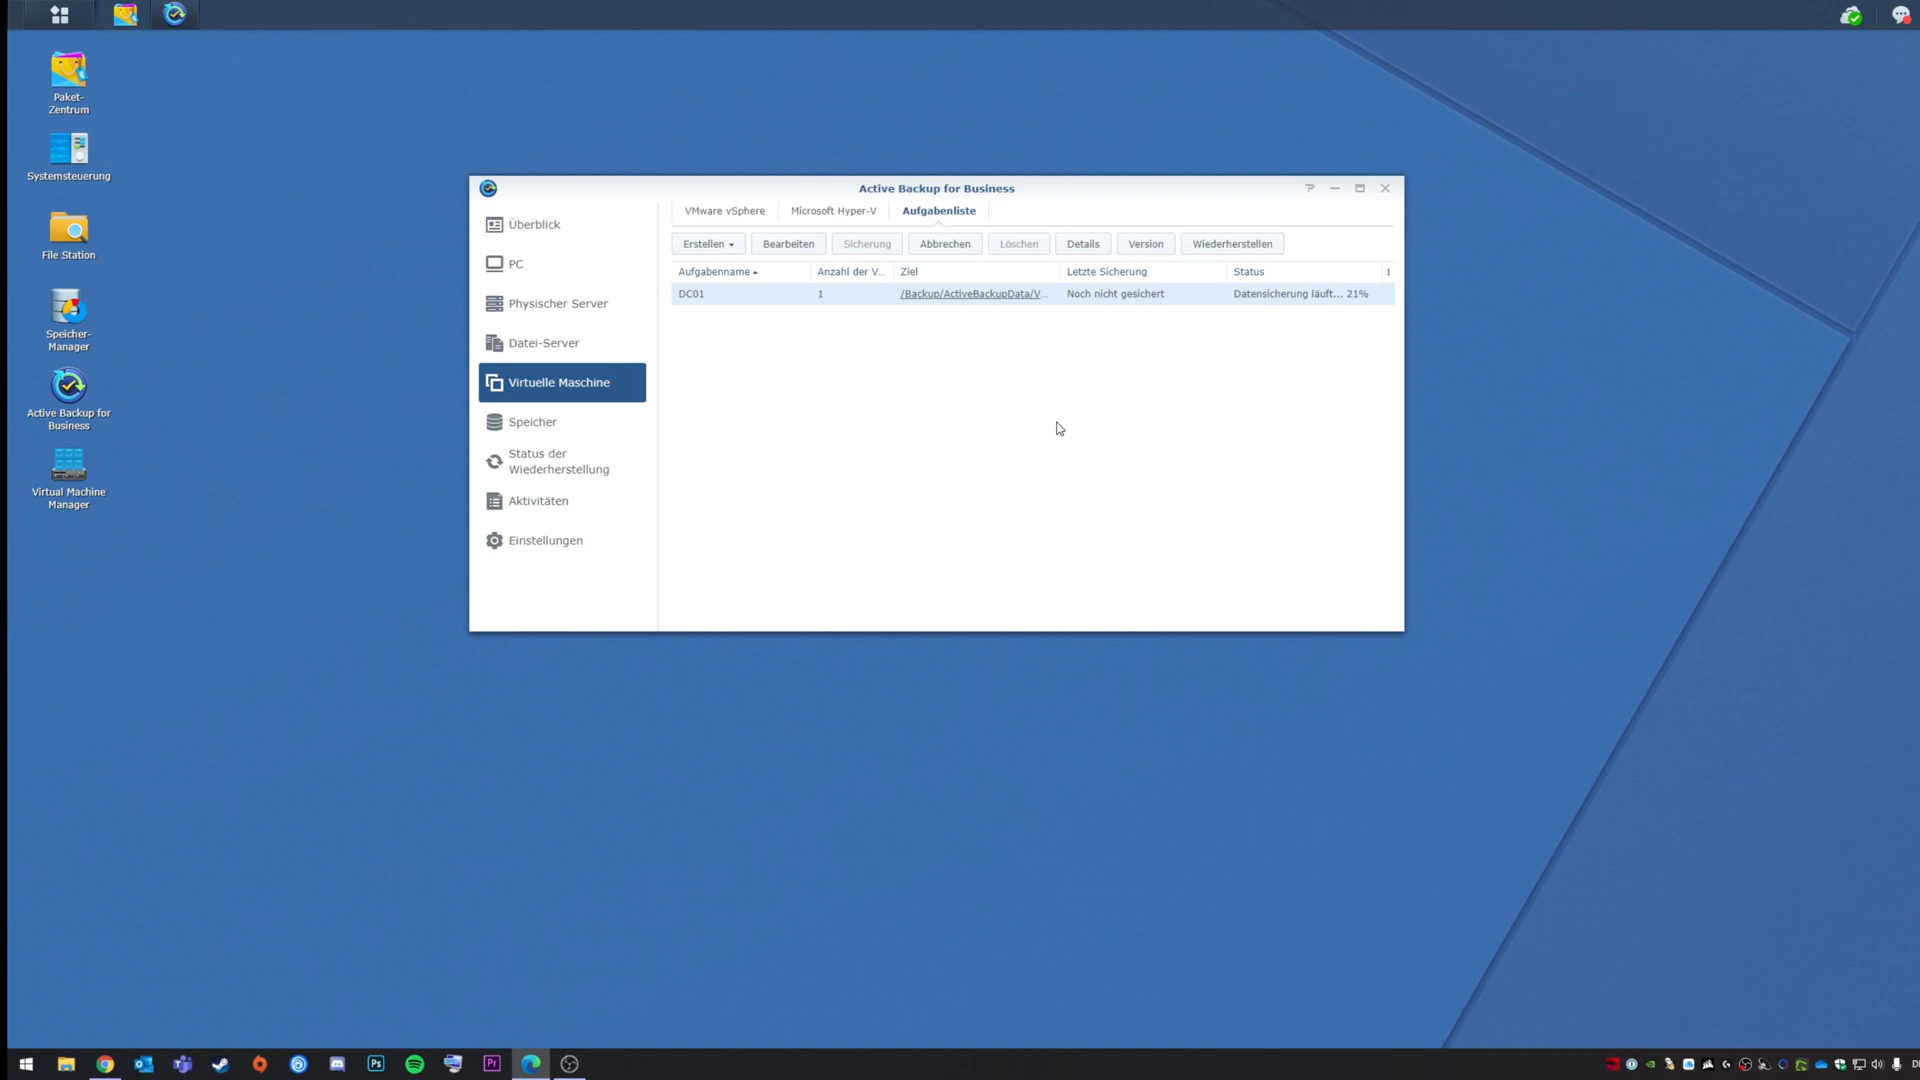 Paket-
Zentrum
Systemsteuerung
File Station
Speicher-
Manager
Active Backup for
Business
Virtual Machine
Manager
Active Backup for Business
Überblick
PC
Physischer Server
Datei-Server
Virtuelle Maschine
Speicher
Status der
Wiederherstellung
Aktivitäten
Einstellungen
VMware vSphere Microsoft Hyper-V Aufgabenliste
Erstellen Bearbeiten Sicherung Abbrechen Löschen Details Version Wiederherstellen
Aufgabenname Anzahl der V... Ziel Letzte Sicherung Status
DC01 1 /Backup/ActiveBackupData/V... Noch nicht gesichert Datensicherung läuft... 21%
Ps
Pr